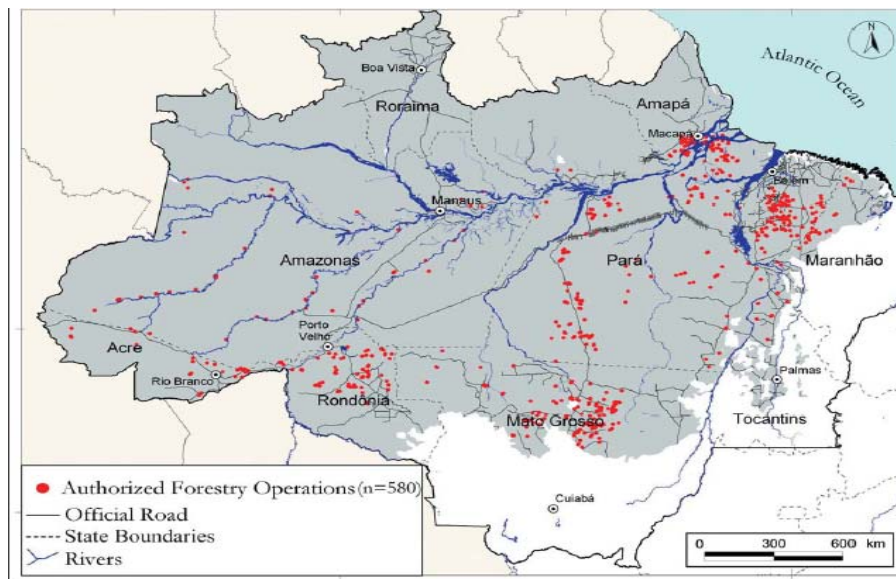 N
Atlantic Ocean
Boa Vista
Roraima
Amapá
Macapá
Belém
Manaus
Amazonas
Pará
Maranhão
Porto
Velho
Acre
Rio Branco
Rondônia
Palmas
Mato Grosso
Tocantins
Cuiabá
Authorized Forestry Operations (n=580)
Official Road
State Boundaries
Rivers
0 300 600 km